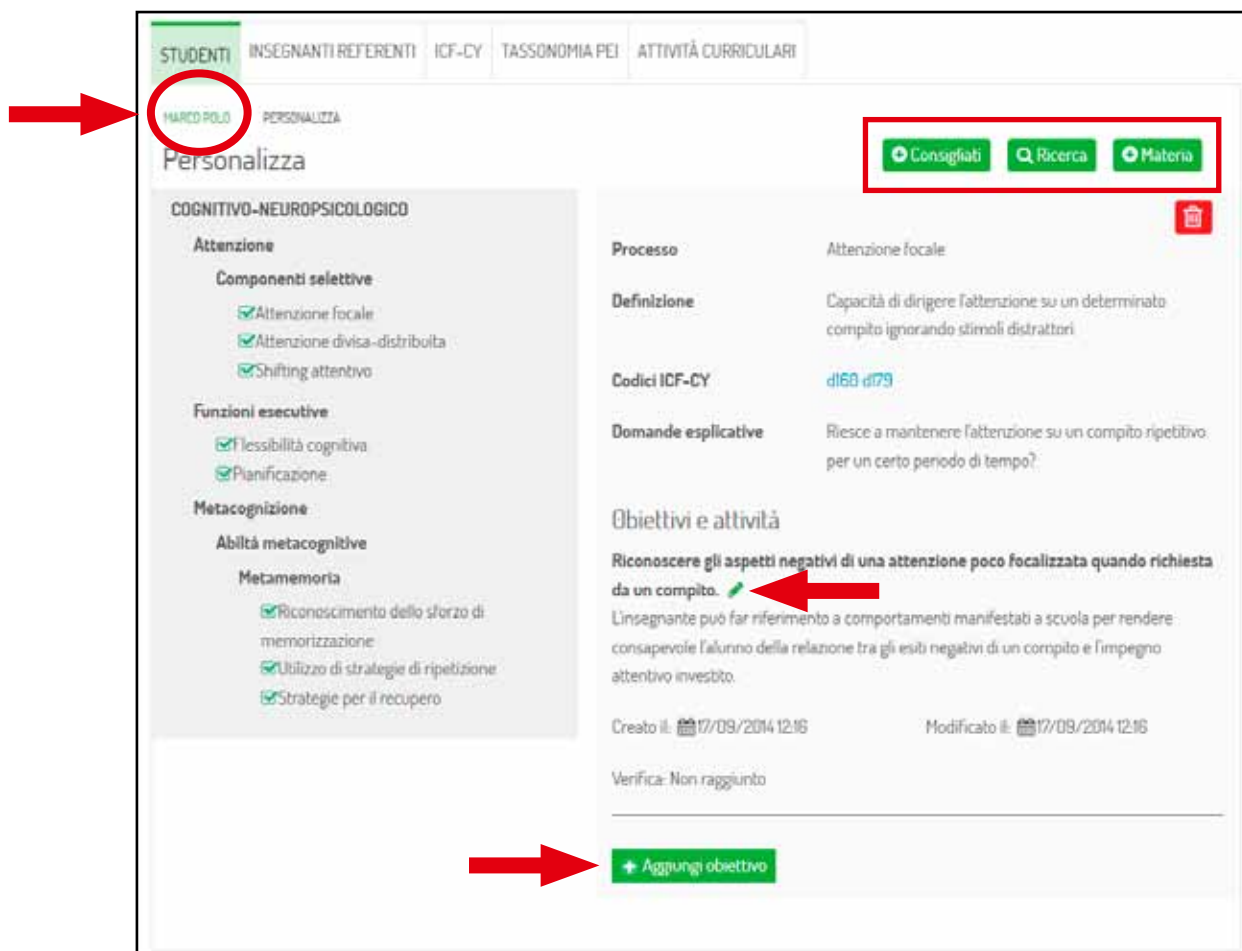 STUDENTI INSEGNANTI REFERENTI ICF-CY TASSONOMIA PEI ATTIVITÀ CURRICULARI
MARCO POLO PERSONALIZZA
Personalizza
Consigliati Ricerca Materia
COGNITIVO-NEUROPSICOLOGICO
Attenzione
Componenti selettive
Attenzione focale
Attenzione divisa-distribuita
Shifting attentivo
Funzioni esecutive
Flessibilità cognitiva
Pianificazione
Metacognizione
Abiltà metacognitive
Metamemoria
Riconoscimento dello sforzo di
memorizzazione
Utilizzo di strategie di ripetizione
Strategie per il recupero
Processo Attenzione focale
Definizione Capacità di dirigere l'attenzione su un determinato
compito ignorando stimoli distrattori
Codici ICF-CY d160 d179
Domande esplicative Riesce a mantenere l'attenzione su un compito ripetitivo
per un certo periodo di tempo?
Obiettivi e attività
Riconoscere gli aspetti negativi di una attenzione poco focalizzata quando richiesta
da un compito.
L'insegnante può far riferimento a comportamenti manifestati a scuola per rendere
consapevole l'alunno della relazione tra gli esiti negativi di un compito e l'impegno
attentivo investito.
Creato il: 17/09/2014 12:16 Modificato il: 17/09/2014 12:16
Verifica: Non raggiunto
+ Aggiungi obiettivo